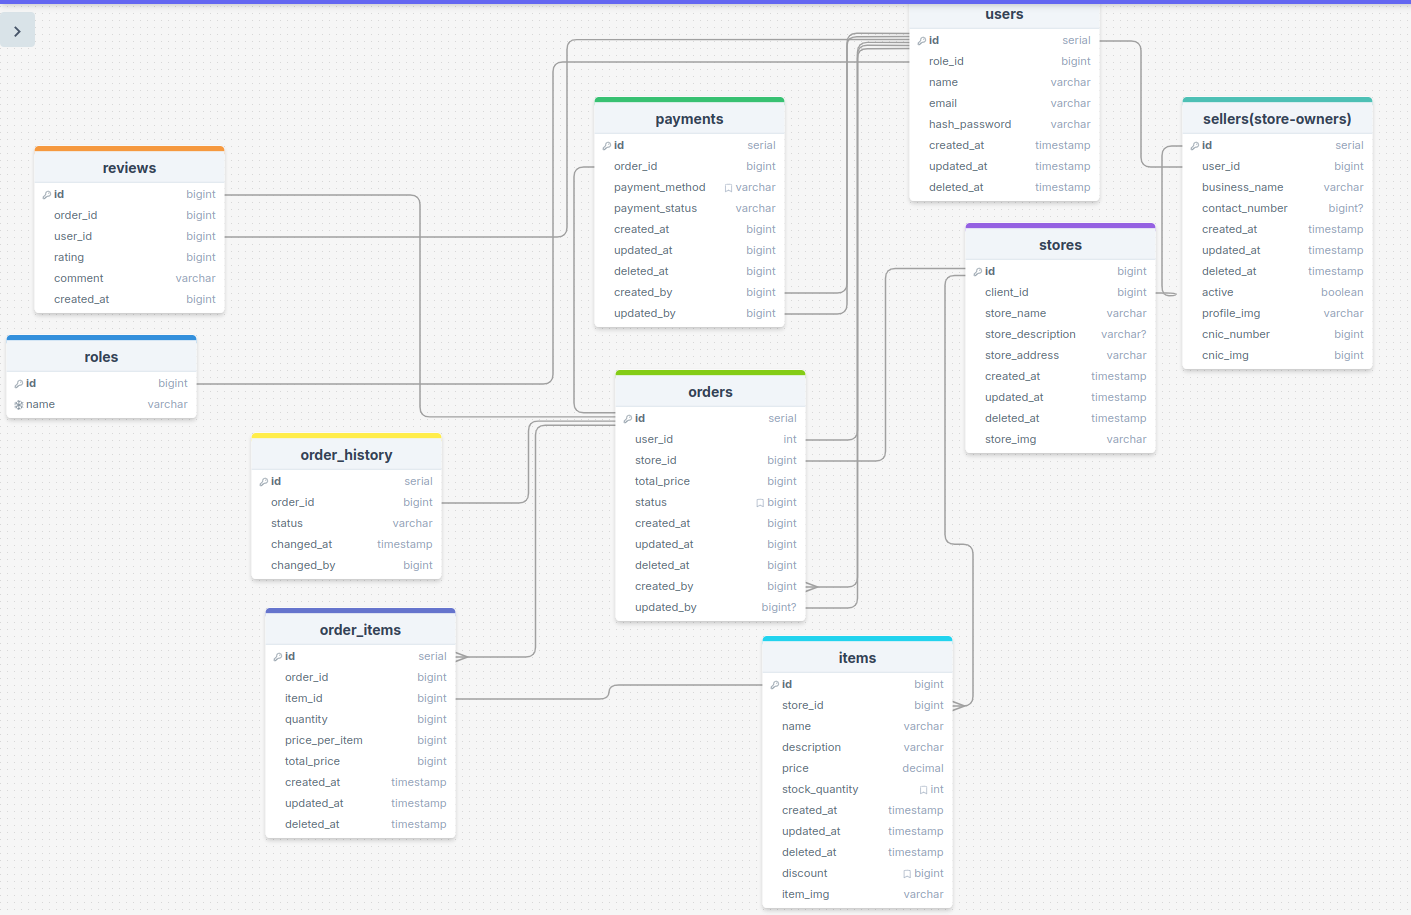 users
id serial
role_id bigint
name varchar
email varchar
hash_password varchar
created_at timestamp
updated_at timestamp
deleted_at timestamp
payments
id serial
order_id bigint
payment_method varchar
payment_status varchar
created_at bigint
updated_at bigint
deleted_at bigint
created_by bigint
updated_by bigint
sellers(store-owners)
id serial
user_id bigint
business_name varchar
contact_number bigint?
created_at timestamp
updated_at timestamp
deleted_at timestamp
active boolean
profile_img varchar
cnic_number bigint
cnic_img bigint
reviews
id bigint
order_id bigint
user_id bigint
rating bigint
comment varchar
created_at bigint
stores
id bigint
client_id bigint
store_name varchar
store_description varchar?
store_address varchar
created_at timestamp
updated_at timestamp
deleted_at timestamp
store_img varchar
roles
id bigint
name varchar
orders
id serial
user_id int
store_id bigint
total_price bigint
status bigint
created_at bigint
updated_at bigint
deleted_at bigint
created_by bigint
updated_by bigint?
order_history
id serial
order_id bigint
status varchar
changed_at timestamp
changed_by bigint
order_items
id serial
order_id bigint
item_id bigint
quantity bigint
price_per_item bigint
total_price bigint
created_at timestamp
updated_at timestamp
deleted_at timestamp
items
id bigint
store_id bigint
name varchar
description varchar
price decimal
stock_quantity int
created_at timestamp
updated_at timestamp
deleted_at timestamp
discount bigint
item_img varchar